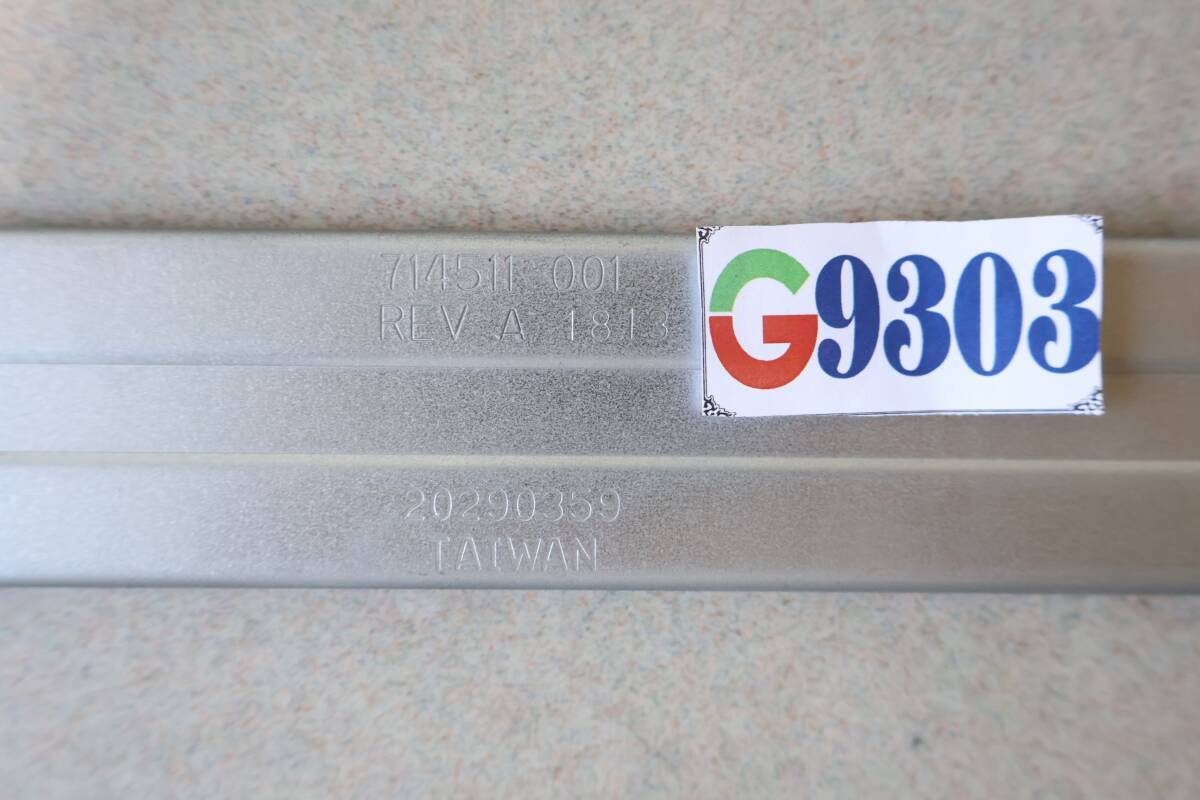 714511 001
REV A 1813
G9303
20290359
TAIWAN